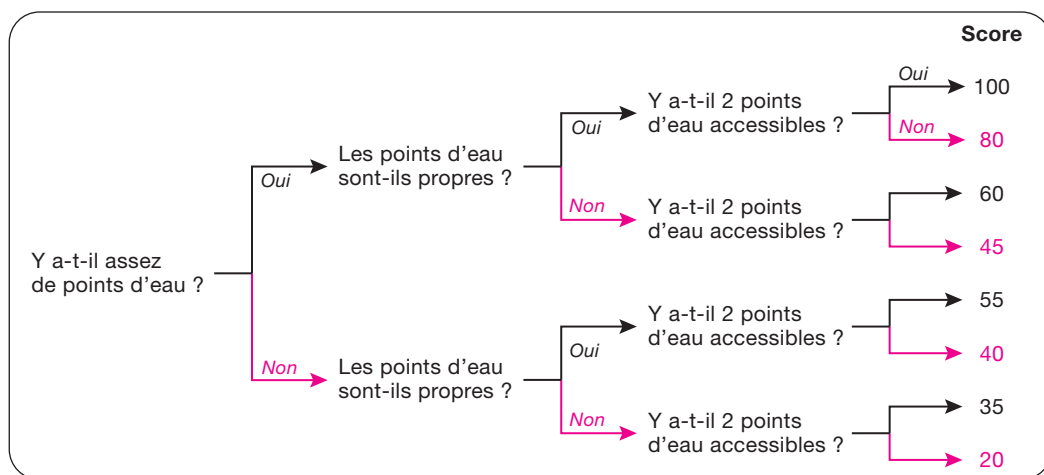 Score
Oui
100
Y a-t-il 2 points
d'eau accessibles ?
Oui
Non
80
Les points d'eau
sont-ils propres ?
Oui
60
Non
Y a-t-il 2 points
d'eau accessibles ?
45
Y a-t-il assez
de points d'eau ?
55
Y a-t-il 2 points
d'eau accessibles ?
Oui
40
Non
Les points d'eau
sont-ils propres ?
35
Non
Y a-t-il 2 points
d'eau accessibles ?
20